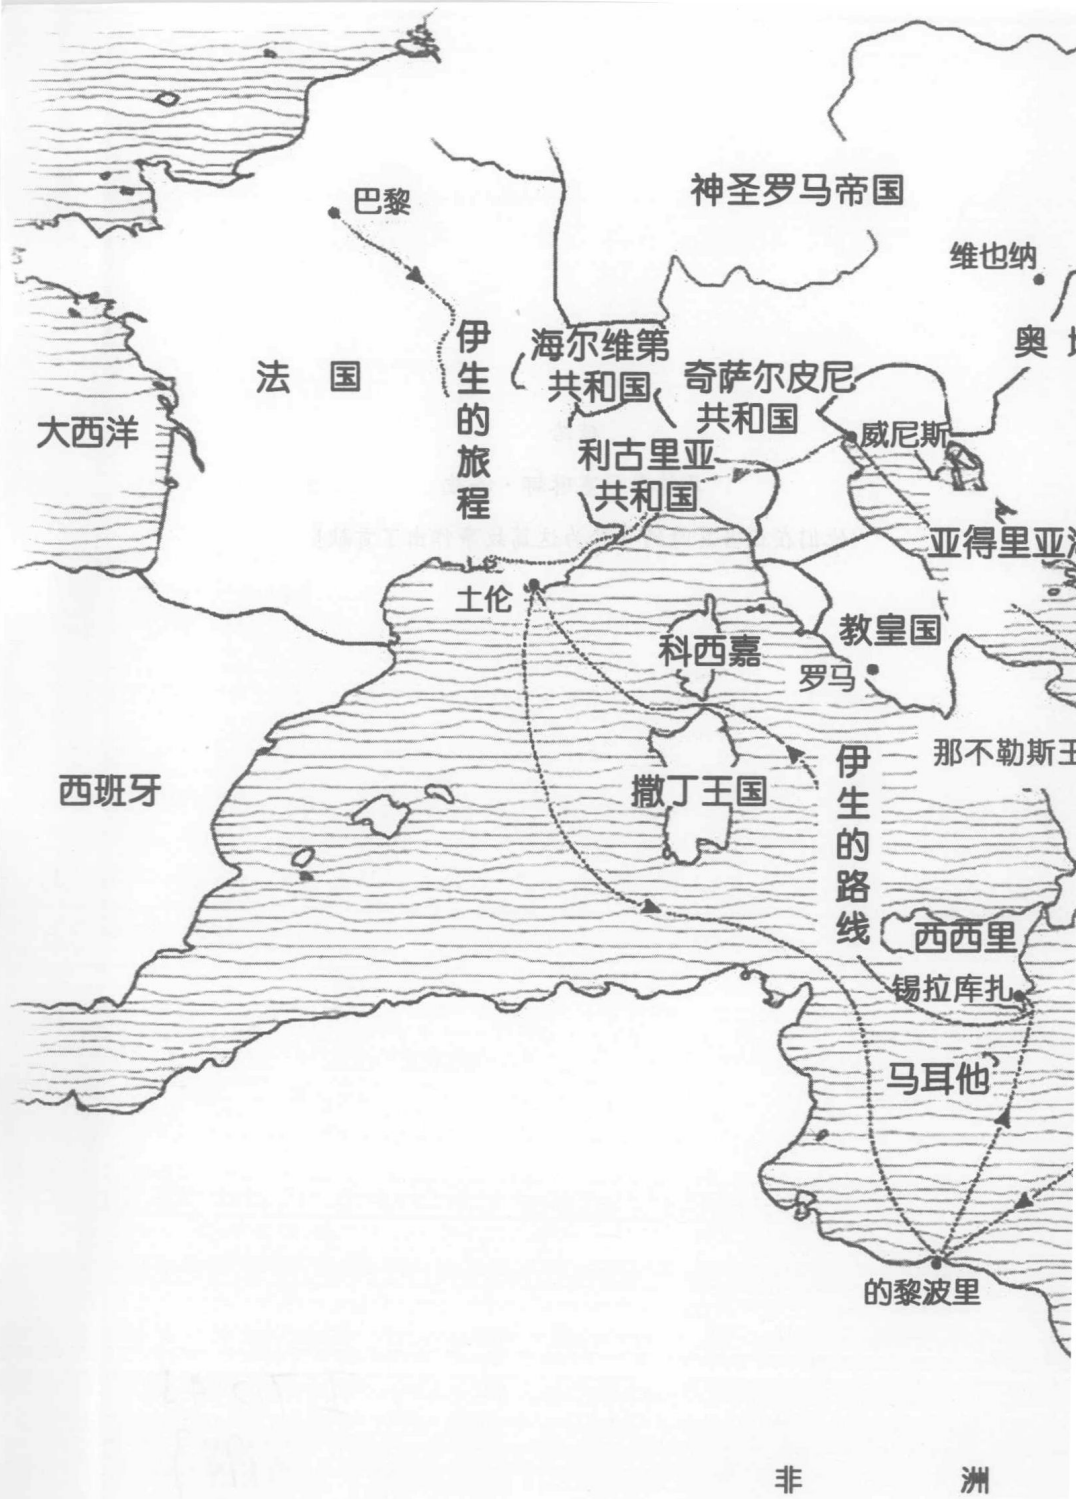 巴黎
神圣罗马帝国
维也纳
奥
伊生的旅程
海尔维第
共和国
奇萨尔皮尼
共和国
法 国
大西洋
威尼斯
利古里亚
共和国
亚得里亚海
土伦
教皇国
科西嘉
罗马
那不勒斯王
伊生的路线
撒丁王国
西班牙
西西里
锡拉库扎
马耳他
的黎波里
非 洲